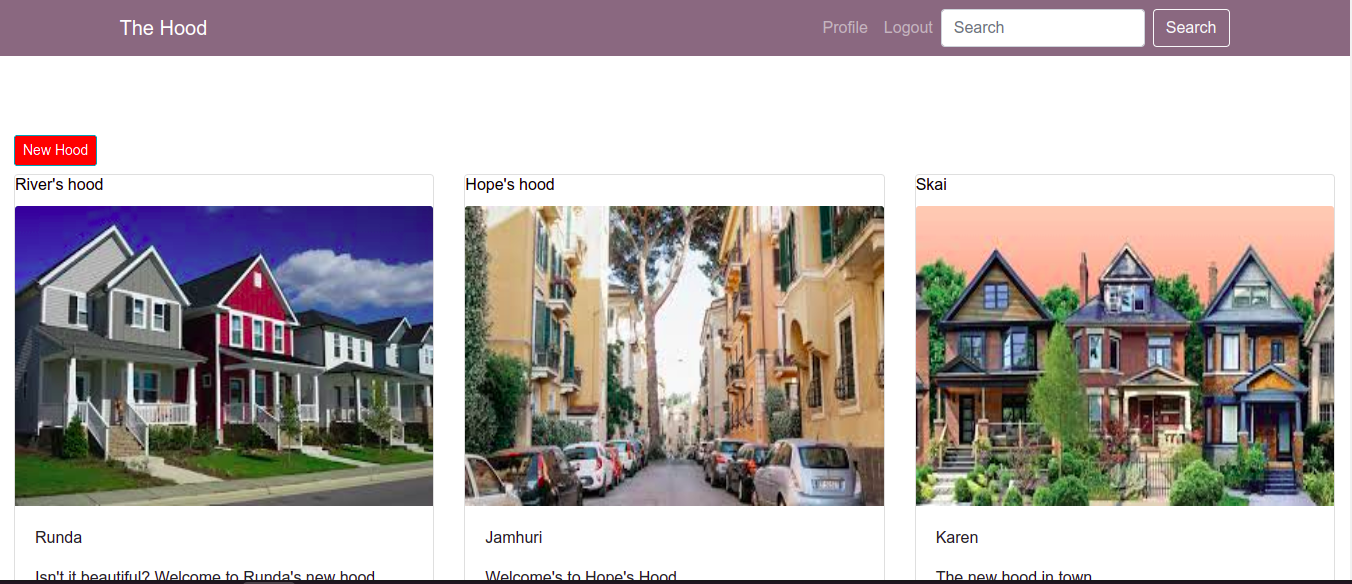 The Hood
Profile Logout Search Search
New Hood
River's hood
Hope's hood
Skai
Runda
Isn't it beautiful? Welcome to Runda's new hood
Jamhuri
Welcome's to Hope's Hood
Karen
The new hood in town